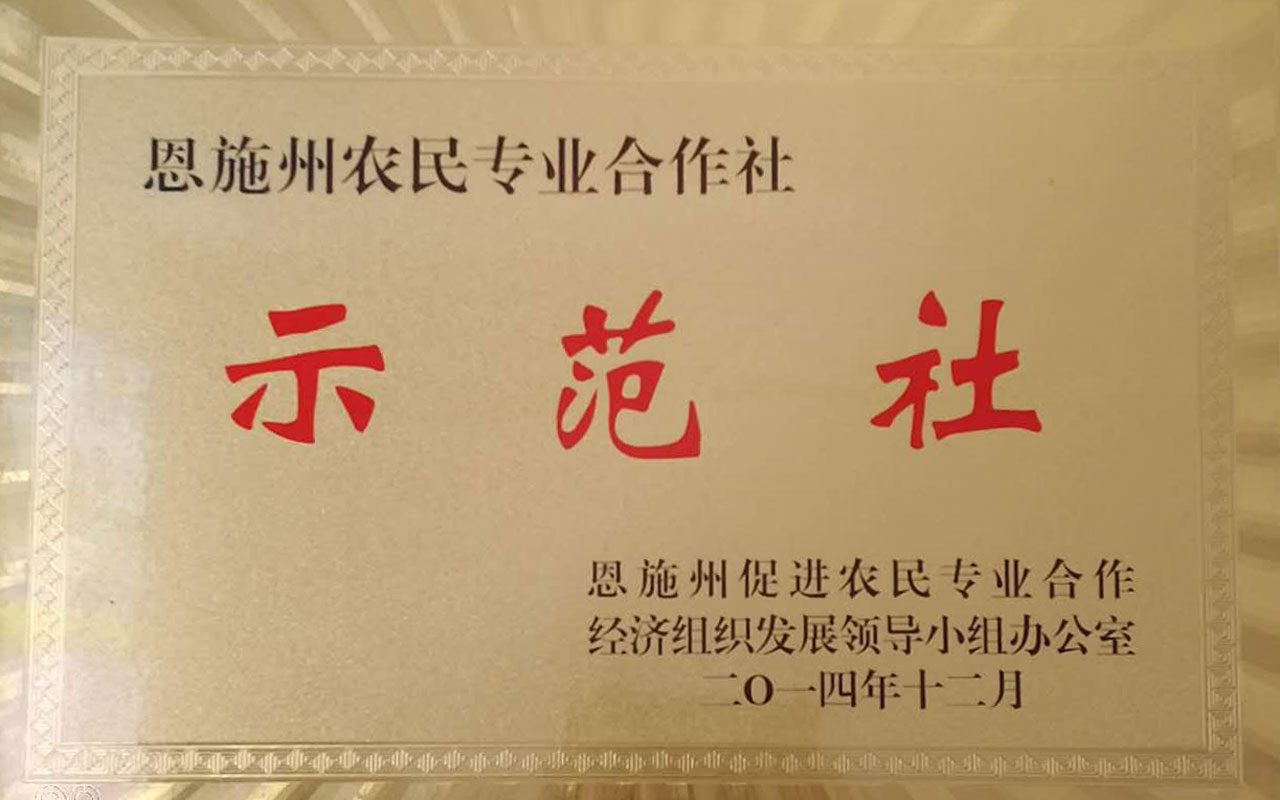 恩施州农民专业合作社
示范社
恩施州促进农民专业合作
经济组织发展领导小组办公室
二O一四年十二月